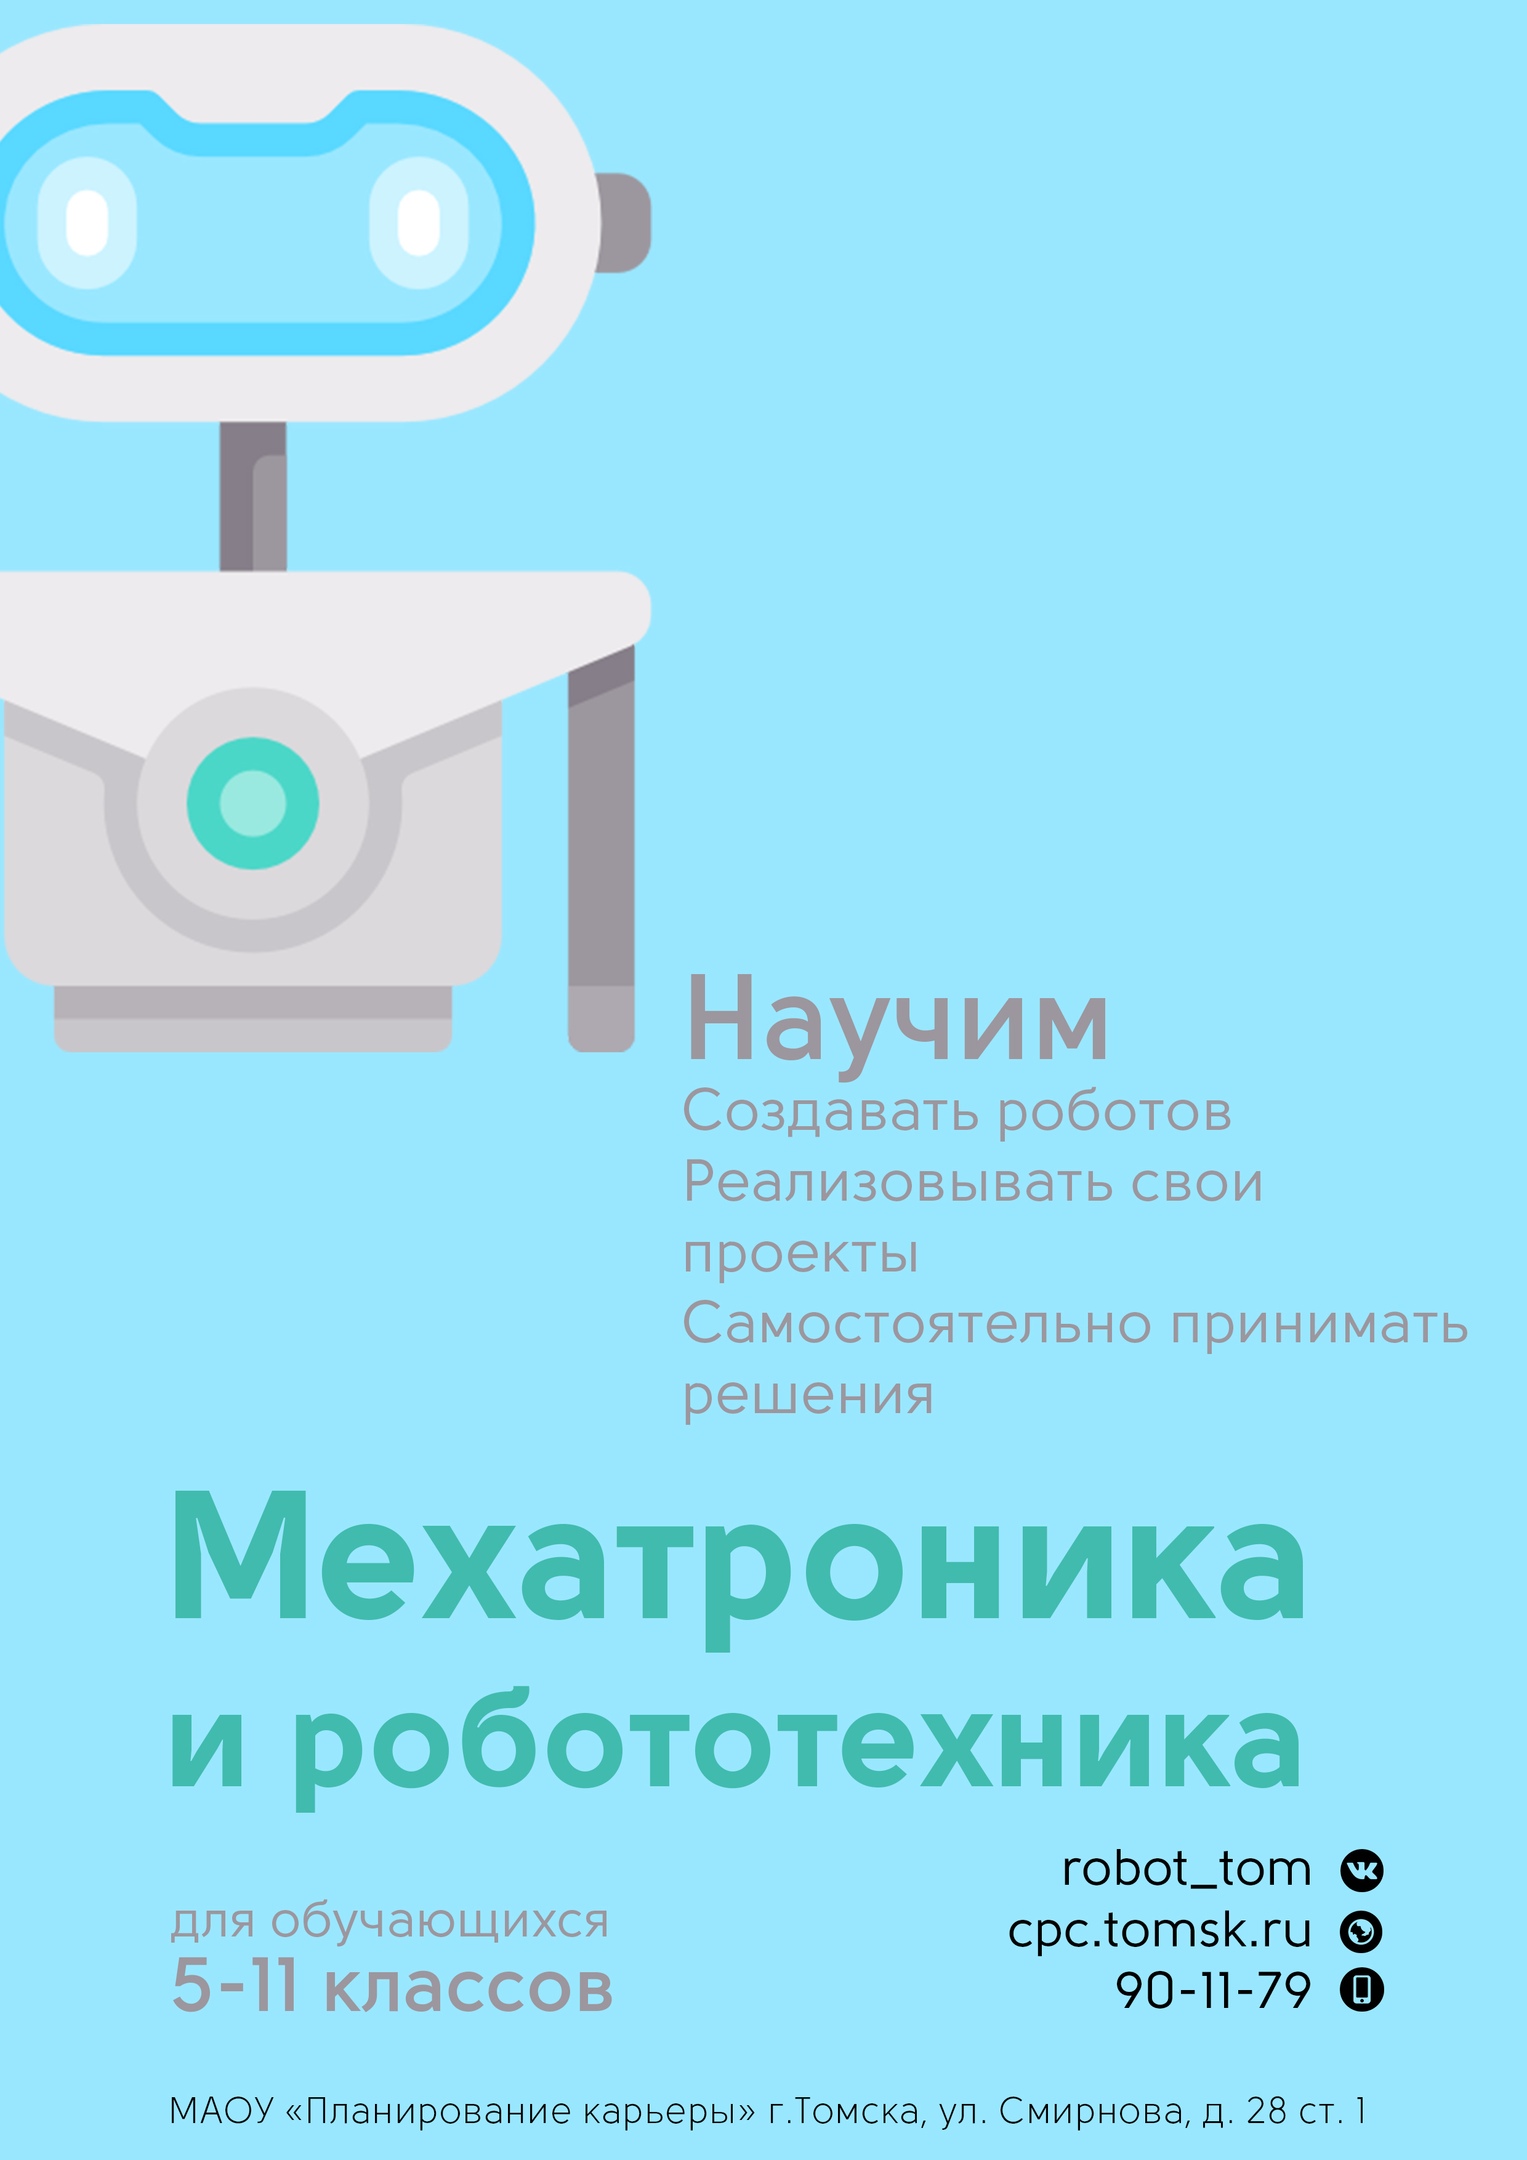 Научим
Создавать роботов
Реализовывать свои
проекты
Самостоятельно принимать
решения
Мехатроника
и робототехника
robot_tom
cpc.tomsk.ru
90-11-79
для обучающихся
5-11 классов
МАОУ «Планирование карьеры» г.Томска, ул. Смирнова, д. 28 ст. 1